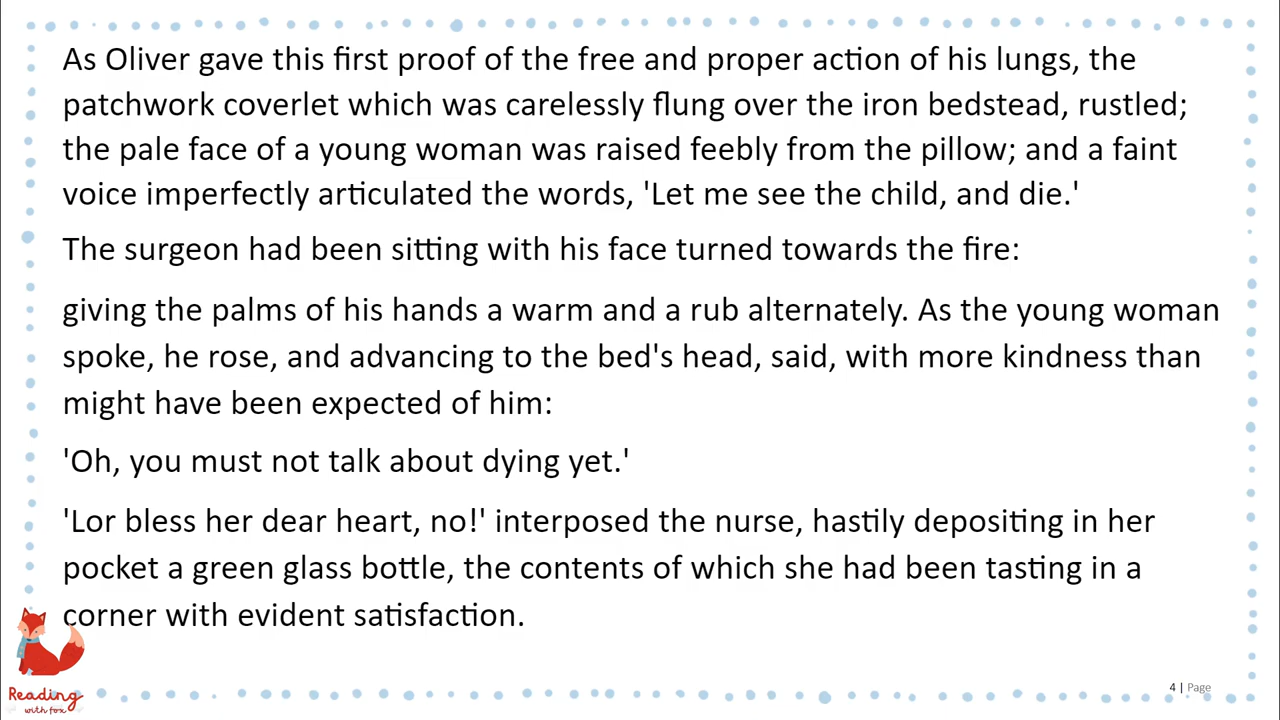 As Oliver gave this first proof of the free and proper action of his lungs, the
patchwork coverlet which was carelessly flung over the iron bedstead, rustled;
the pale face of a young woman was raised feebly from the pillow; and a faint
voice imperfectly articulated the words, 'Let me see the child, and die.'
The surgeon had been sitting with his face turned towards the fire:
giving the palms of his hands a warm and a rub alternately. As the young woman
spoke, he rose, and advancing to the bed's head, said, with more kindness than
might have been expected of him:
'Oh, you must not talk about dying yet.'
'Lor bless her dear heart, no!' interposed the nurse, hastily depositing in her
pocket a green glass bottle, the contents of which she had been tasting in a
corner with evident satisfaction.
Reading
with fox
4 | Page